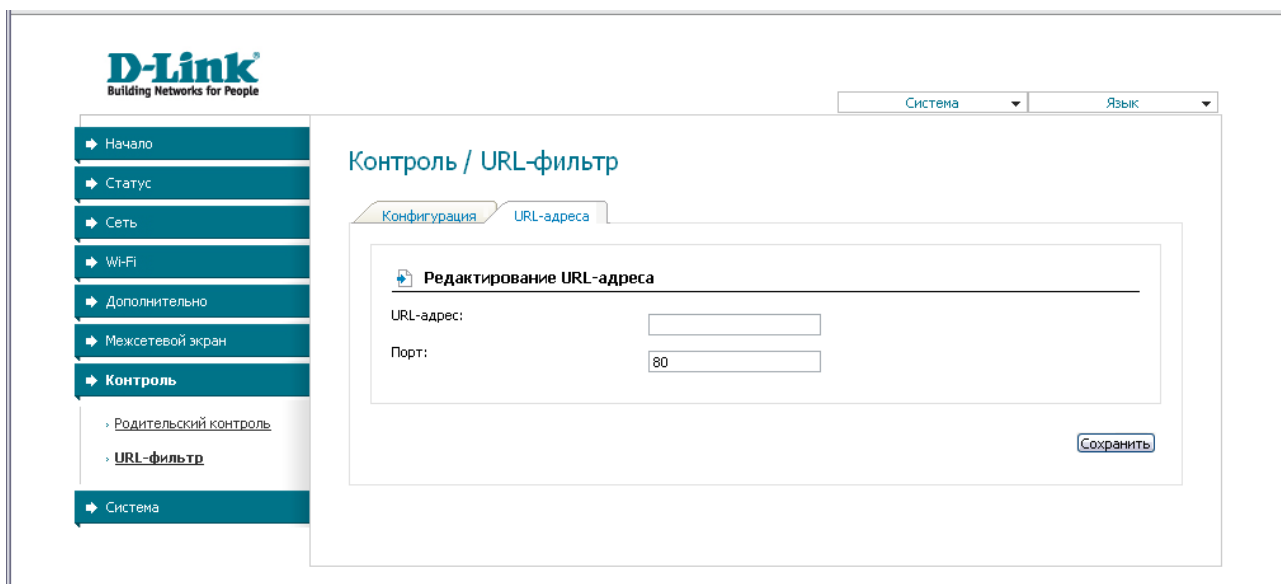 D-Link
Building Networks for People
Система
Язык
Начало
Статус
Сеть
Wi-Fi
Дополнительно
Межсетевой экран
Контроль
Родительский контроль
URL-фильтр
Система
Контроль / URL-фильтр
Конфигурация
URL-адреса
Редактирование URL-адреса
URL-адрес:
Порт:
80
Сохранить